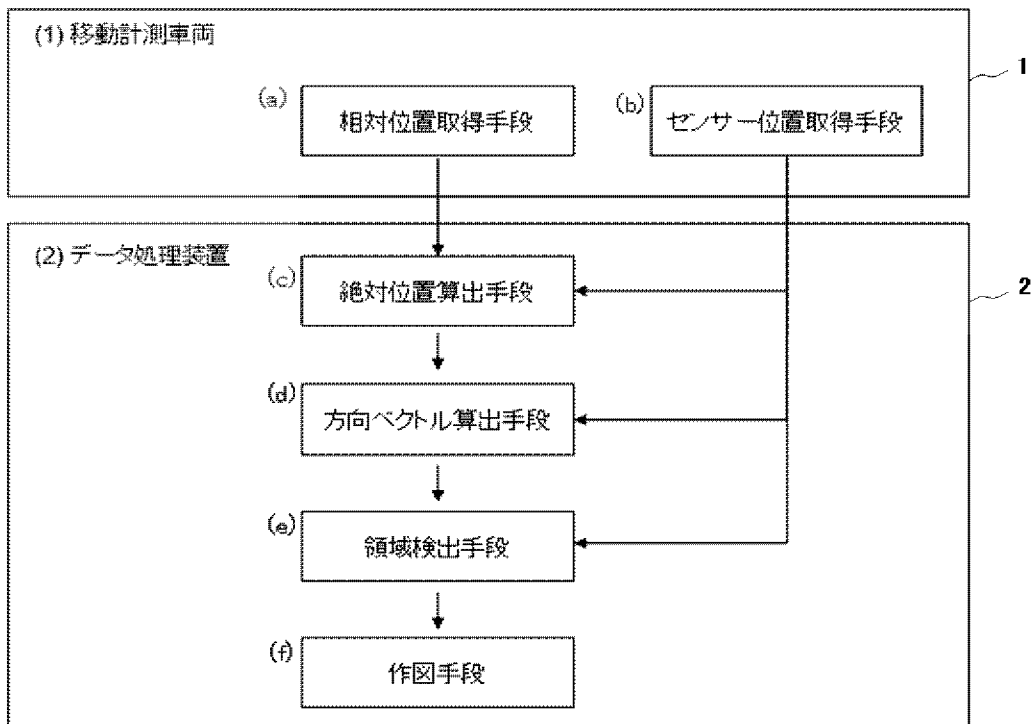 (1) 移動計測車両
1
(a)
相対位置取得手段
(b)
センサー位置取得手段
(2) データ処理装置
2
(c)
絶対位置算出手段
(d)
方向ベクトル算出手段
(e)
領域検出手段
(f)
作図手段